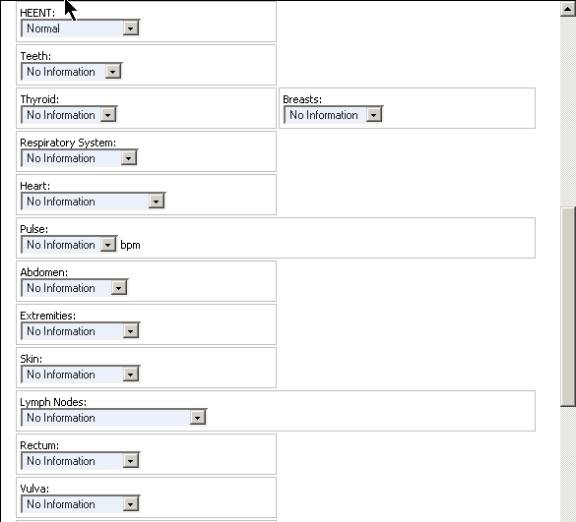 HEENT:
Normal
Teeth:
No Information
Thyroid: Breasts:
No Information No Information
Respiratory System:
No Information
Heart:
No Information
Pulse:
No Information bpm
Abdomen:
No Information
Extremities:
No Information
Skin:
No Information
Lymph Nodes:
No Information
Rectum:
No Information
Vulva:
No Information